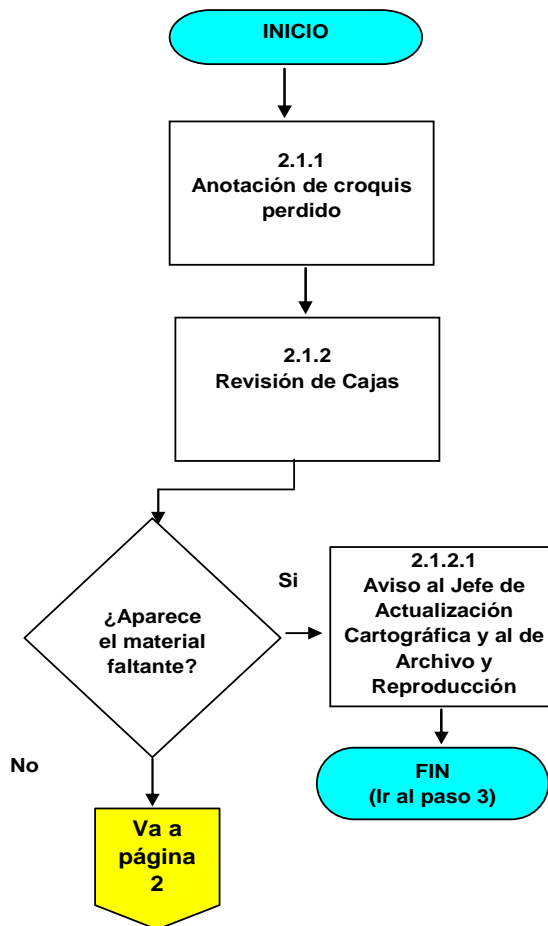 INICIO
2.1.1
Anotación de croquis
perdido
2.1.2
Revisión de Cajas
¿Aparece
el material
faltante?
Si
2.1.2.1
Aviso al Jefe de
Actualización
Cartográfica y al de
Archivo y
Reproducción
No
FIN
(Ir al paso 3)
Va a
página
2